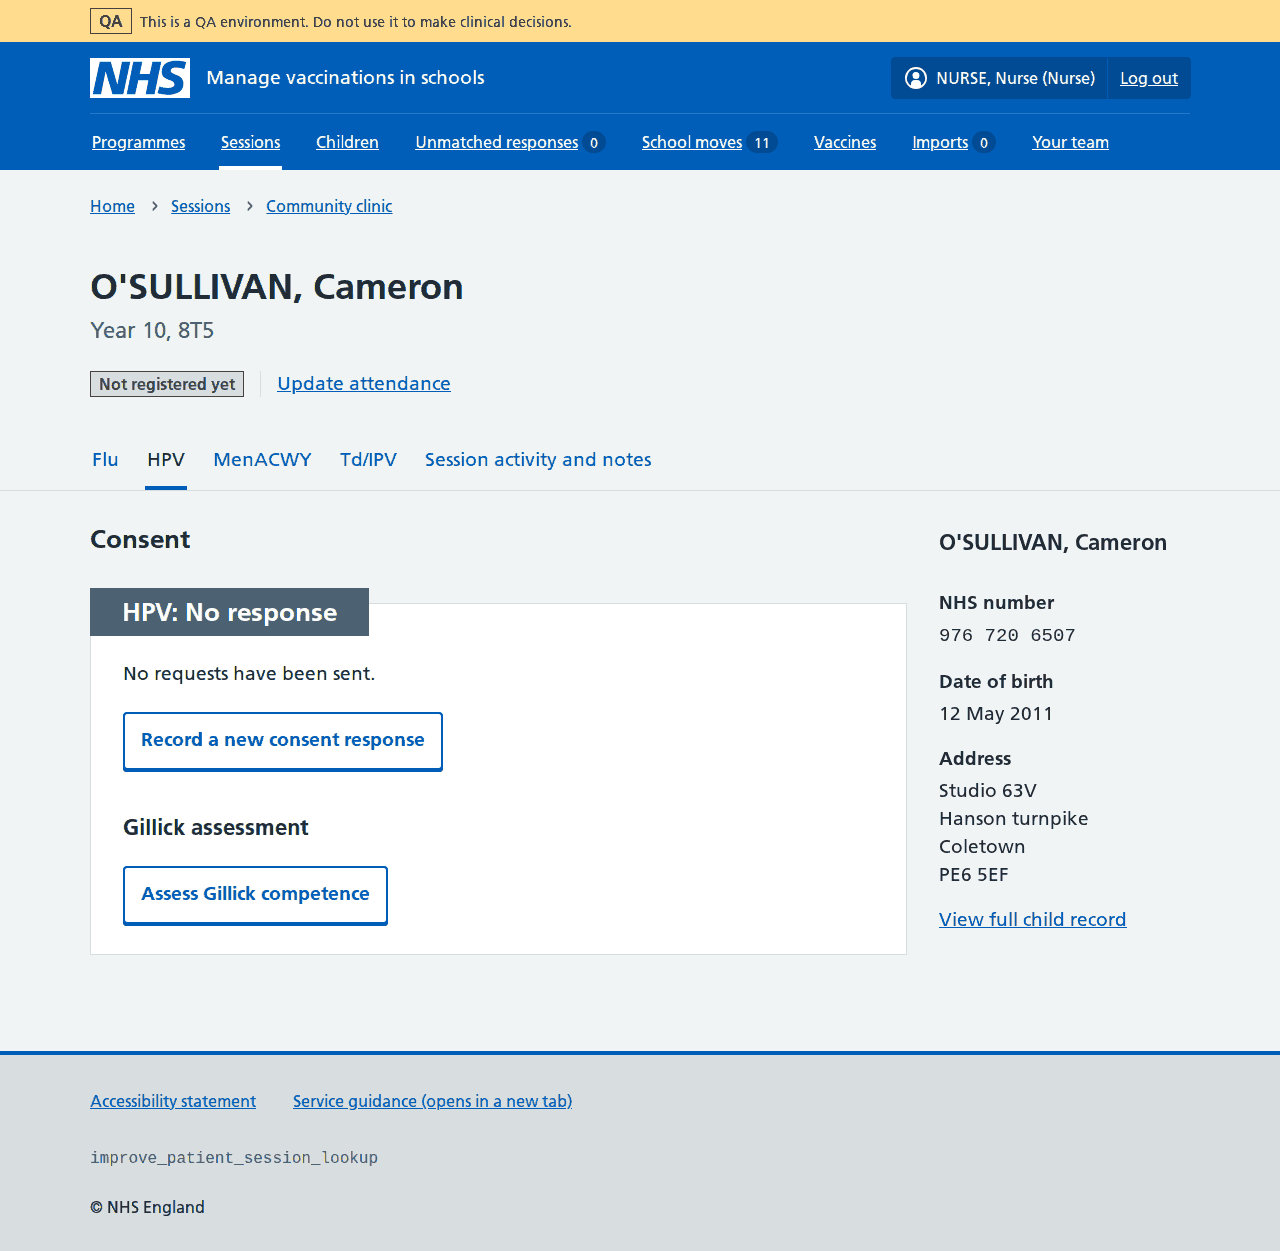 QA This is a QA environment. Do not use it to make clinical decisions.
NHS Manage vaccinations in schools NURSE, Nurse (Nurse) Log out
Programmes Sessions Children Unmatched responses 0 School moves 11 Vaccines Imports 0 Your team
Home Sessions Community clinic
O'SULLIVAN, Cameron
Year 10, 8T5
Not registered yet Update attendance
Flu HPV MenACWY Td/IPV Session activity and notes
Consent
HPV: No response
No requests have been sent.
Record a new consent response
Gillick assessment
Assess Gillick competence
O'SULLIVAN, Cameron
NHS number
976 720 6507
Date of birth
12 May 2011
Address
Studio 63V
Hanson turnpike
Coletown
PE6 5EF
View full child record
Accessibility statement Service guidance (opens in a new tab)
improve_patient_session_lookup
© NHS England